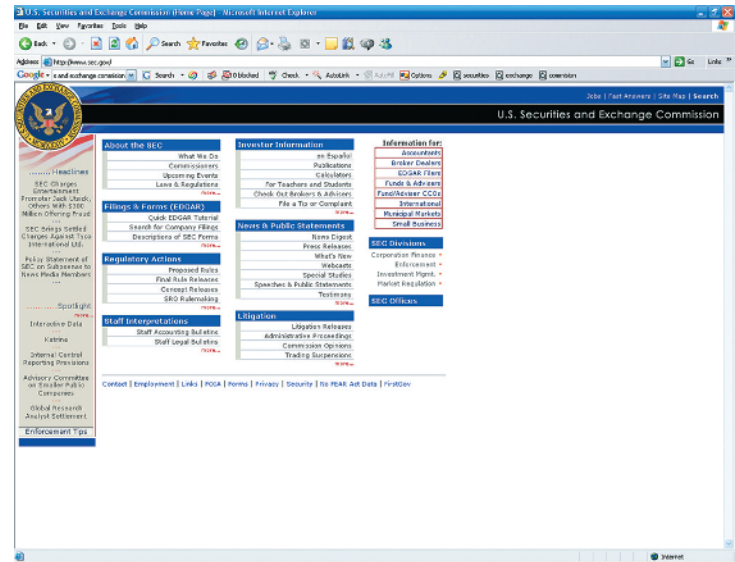 U.S. Securities and Exchange Commission (Home Page) - Microsoft Internet Explorer
File Edit View Favorites Tools Help
Back Search Favorites
Address http://www.sec.gov/ Go Links
Google s and exchange commission Search blocked Check AutoLink AutoFill Options securities exchange commission
Jobs | Fast Answers | Site Map | Search
U.S. Securities and Exchange Commission
Headlines
SEC Charges
Entertainment
Promoter Jack Utsick,
Others With $300
Million Offering Fraud
SEC Brings Settled
Charges Against Tyco
International Ltd.
Policy Statement of
SEC on Subpoenas to
News Media Members
Spotlight
more...
Interactive Data
Katrina
Internal Control
Reporting Provisions
Advisory Committee
on Smaller Public
Companies
Global Research
Analyst Settlement
Enforcement Tips
About the SEC
What We Do
Commissioners
Upcoming Events
Laws & Regulations
more...
Filings & Forms (EDGAR)
Quick EDGAR Tutorial
Search for Company Filings
Descriptions of SEC Forms
more...
Regulatory Actions
Proposed Rules
Final Rule Releases
Concept Releases
SRO Rulemaking
more...
Staff Interpretations
Staff Accounting Bulletins
Staff Legal Bulletins
more...
Investor Information
en Español
Publications
Calculators
For Teachers and Students
Check Out Brokers & Advisers
File a Tip or Complaint
more...
News & Public Statements
News Digest
Press Releases
What's New
Webcasts
Special Studies
Speeches & Public Statements
Testimony
more...
Litigation
Litigation Releases
Administrative Proceedings
Commission Opinions
Trading Suspensions
more...
Information for:
Accountants
Broker Dealers
EDGAR Filers
Funds & Advisers
Fund/Adviser CCOs
International
Municipal Markets
Small Business
SEC Divisions
Corporation Finance
Enforcement
Investment Mgmt.
Market Regulation
SEC Offices
Contact | Employment | Links | FOIA | Forms | Privacy | Security | No FEAR Act Data | FirstGov
Internet